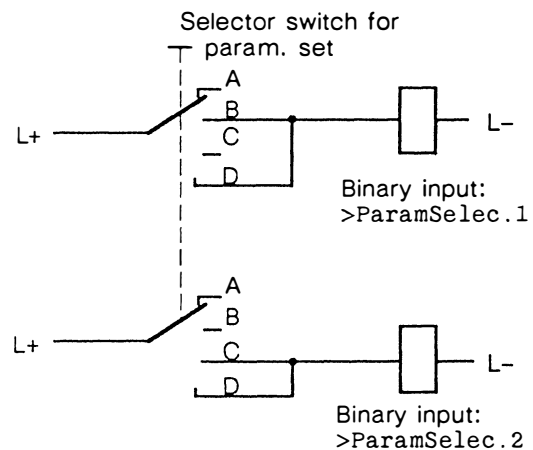 Selector switch for
param. set
A
B
C
D
L+
L-
Binary input:
>ParamSelec.1
A
B
C
D
L+
L-
Binary input:
>ParamSelec.2